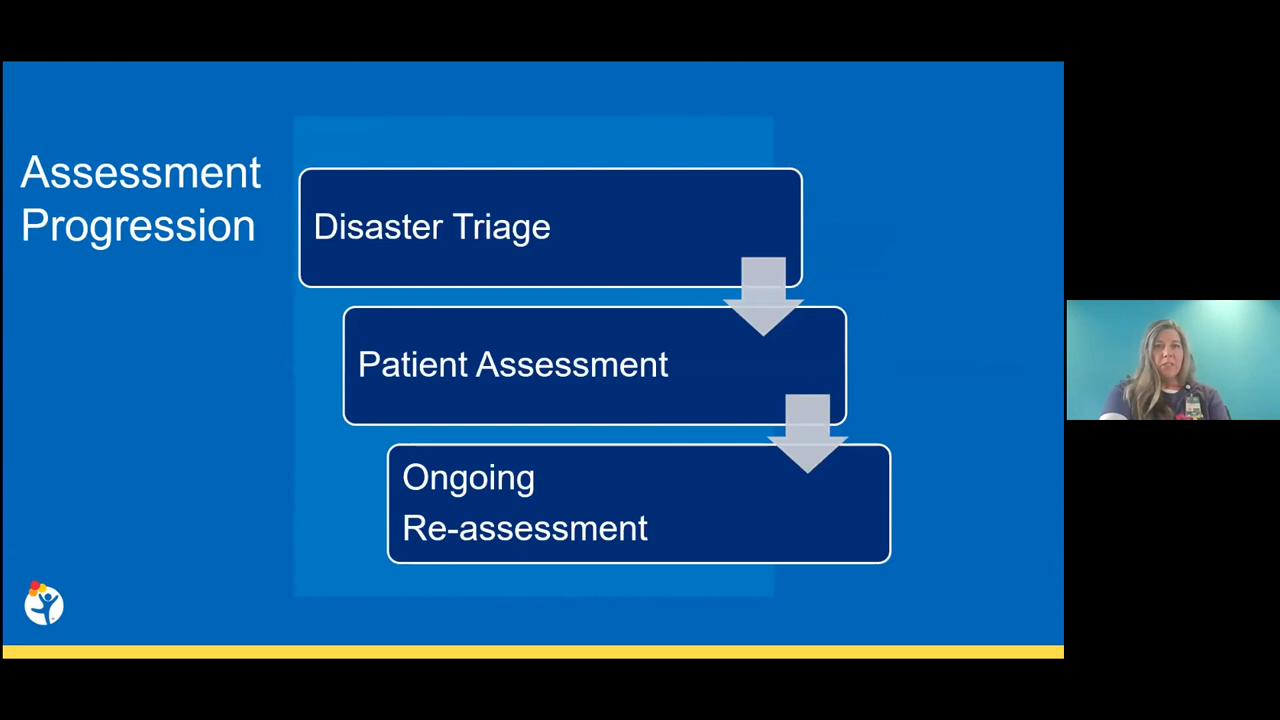 Assessment
Progression
Disaster Triage
Patient Assessment
Ongoing
Re-assessment